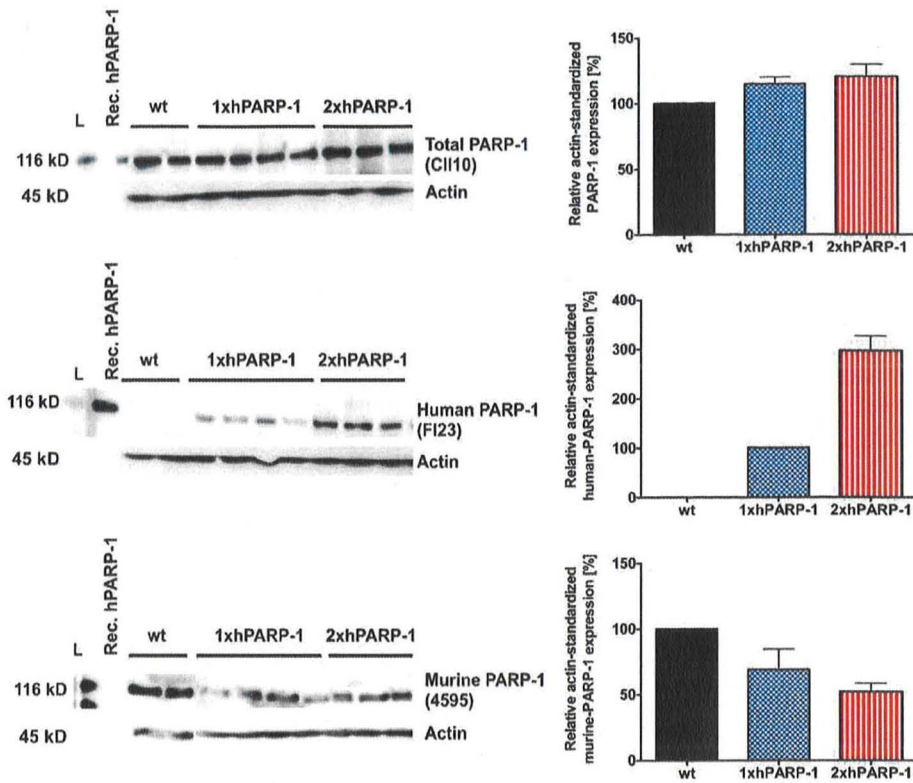 L
Rec. hPARP-1
wt
1xhPARP-1
2xhPARP-1
116 kD
Total PARP-1
(CII10)
45 kD
Actin
Relative actin-standardized
PARP-1 expression [%]
150
100
50
0
wt
1xhPARP-1
2xhPARP-1
L
Rec. hPARP-1
wt
1xhPARP-1
2xhPARP-1
116 kD
Human PARP-1
(FI23)
45 kD
Actin
Relative actin-standardized
human-PARP-1 expression [%]
400
300
200
100
0
wt
1xhPARP-1
2xhPARP-1
L
Rec. hPARP-1
wt
1xhPARP-1
2xhPARP-1
116 kD
Murine PARP-1
(4595)
45 kD
Actin
Relative actin-standardized
murine-PARP-1 expression [%]
150
100
50
0
wt
1xhPARP-1
2xhPARP-1